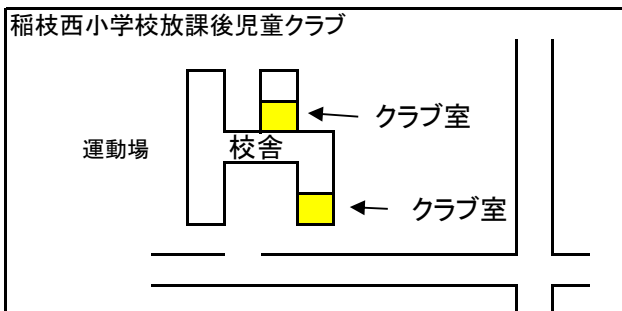 稲枝西小学校放課後児童クラブ
クラブ室
運動場
校舎
クラブ室